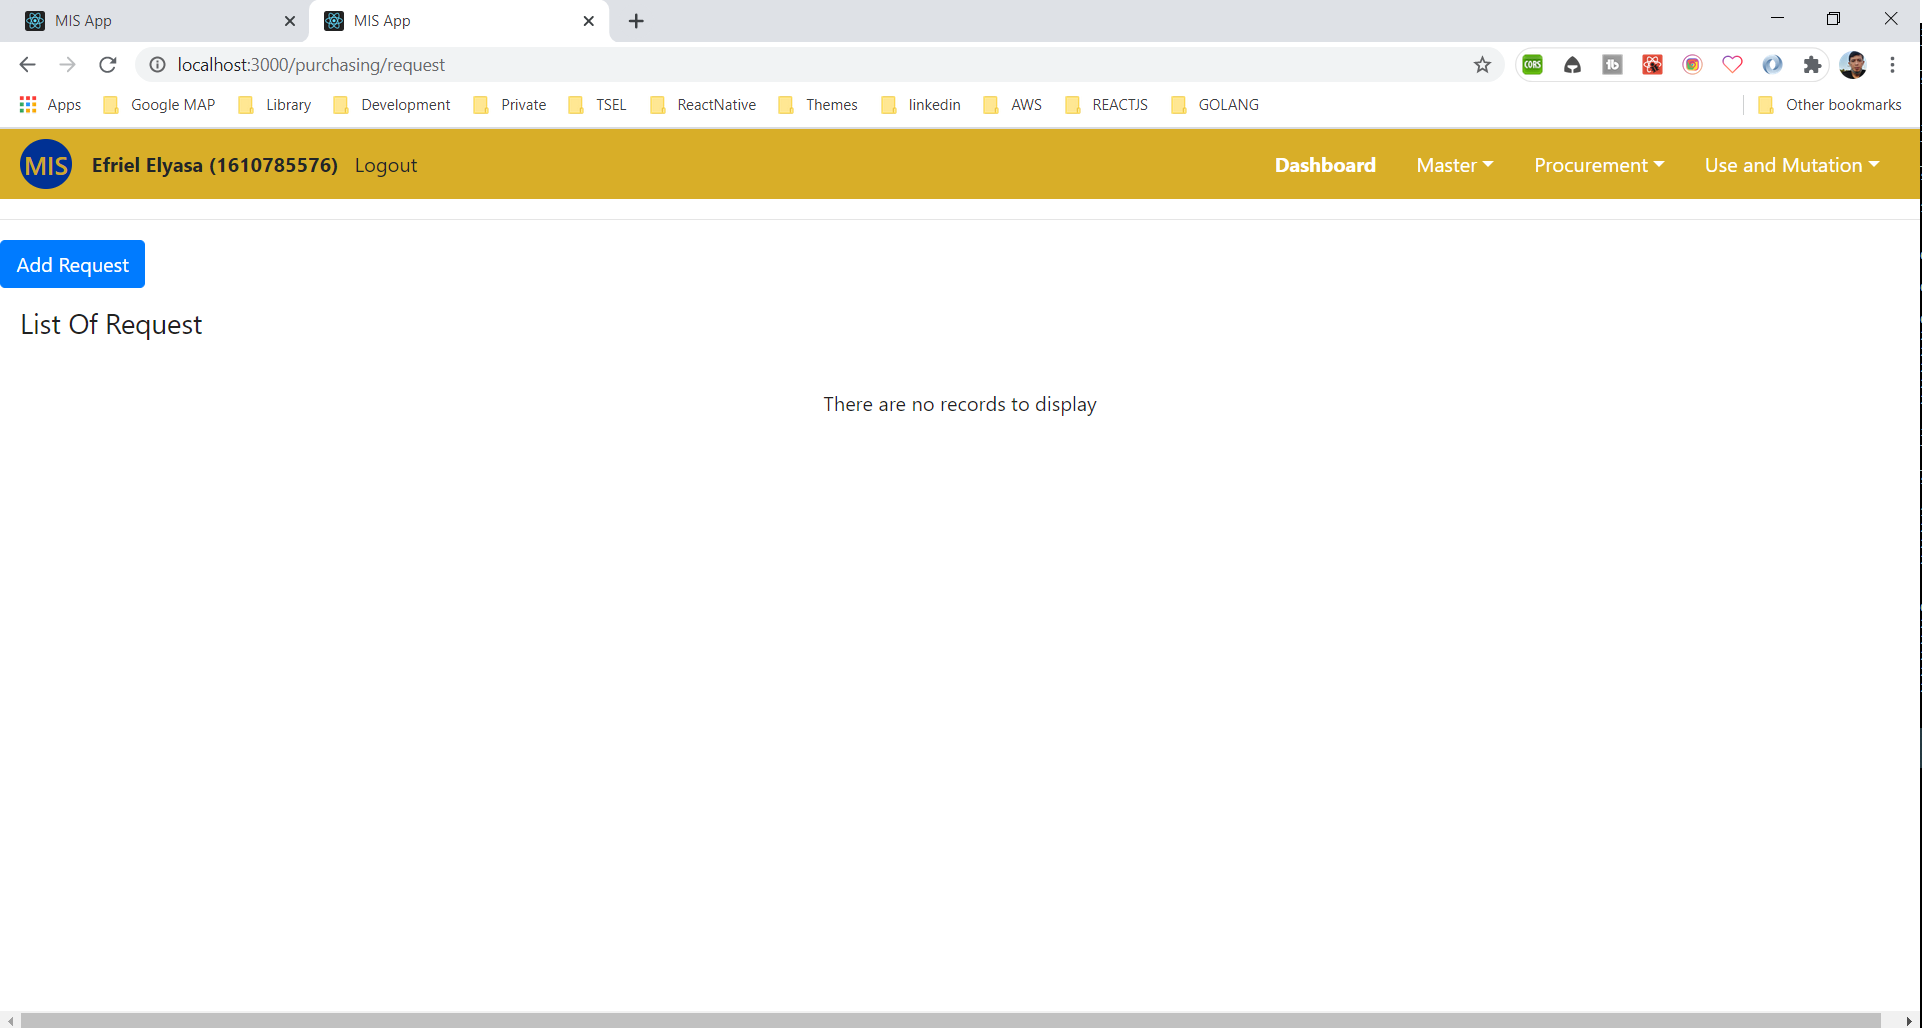 MIS App
MIS App
localhost:3000/purchasing/request
CORS
tb
Apps Google MAP Library Development Private TSEL ReactNative Themes linkedin AWS REACTJS GOLANG Other bookmarks
MIS Efriel Elyasa (1610785576) Logout Dashboard Master Procurement Use and Mutation
Add Request
List Of Request
There are no records to display